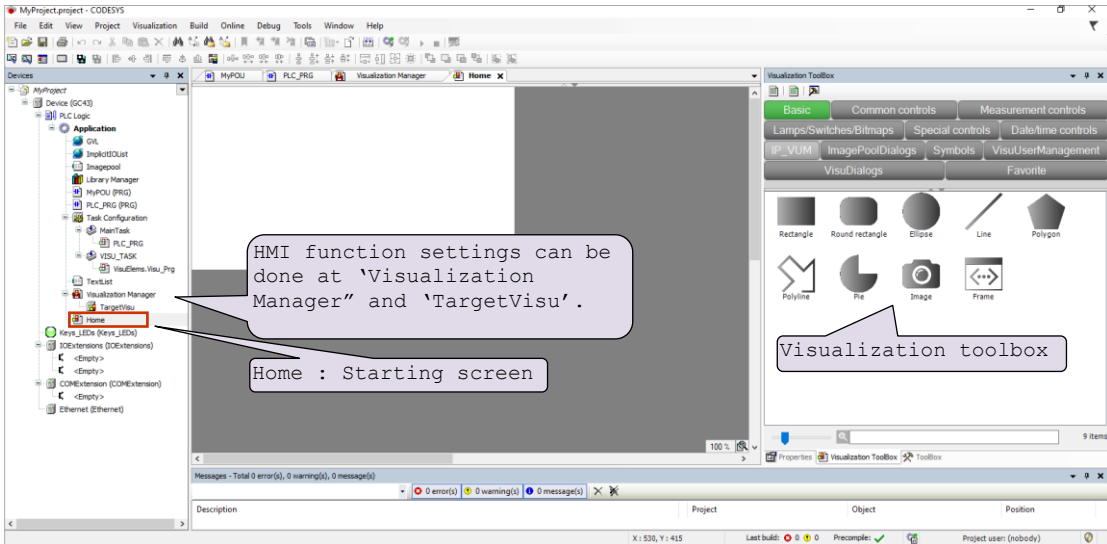 MyProject.project - CODESYS
File Edit View Project Visualization Build Online Debug Tools Window Help
Devices
MyProject
Device (GC43)
PLC Logic
Application
GVL
ImplicitIOList
Imagepool
Library Manager
MyPOU (PRG)
PLC_PRG (PRG)
Task Configuration
MainTask
PLC_PRG
VISU_TASK
VisuElems.Visu_Prg
TextList
Visualization Manager
TargetVisu
Home
Keys_LEDs (Keys_LEDs)
IOExtensions (IOExtensions)
<Empty>
<Empty>
COMExtension (COMExtension)
<Empty>
Ethernet (Ethernet)
MyPOU PLC_PRG Visualization Manager Home
HMI function settings can be
done at ‘Visualization
Manager” and ‘TargetVisu’.
Home : Starting screen
100 %
Visualization ToolBox
Basic Common controls Measurement controls
Lamps/Switches/Bitmaps Special controls Date/time controls
IP_VUM ImagePoolDialogs Symbols VisuUserManagement
VisuDialogs Favorite
Rectangle Round rectangle Ellipse Line Polygon
Polyline Pie Image Frame
Visualization toolbox
9 items
Properties Visualization ToolBox ToolBox
Messages - Total 0 error(s), 0 warning(s), 0 message(s)
0 error(s) 0 warning(s) 0 message(s)
Description Project Object Position
X : 530, Y : 415 Last build: 0 0 Precompile: Project user: (nobody)